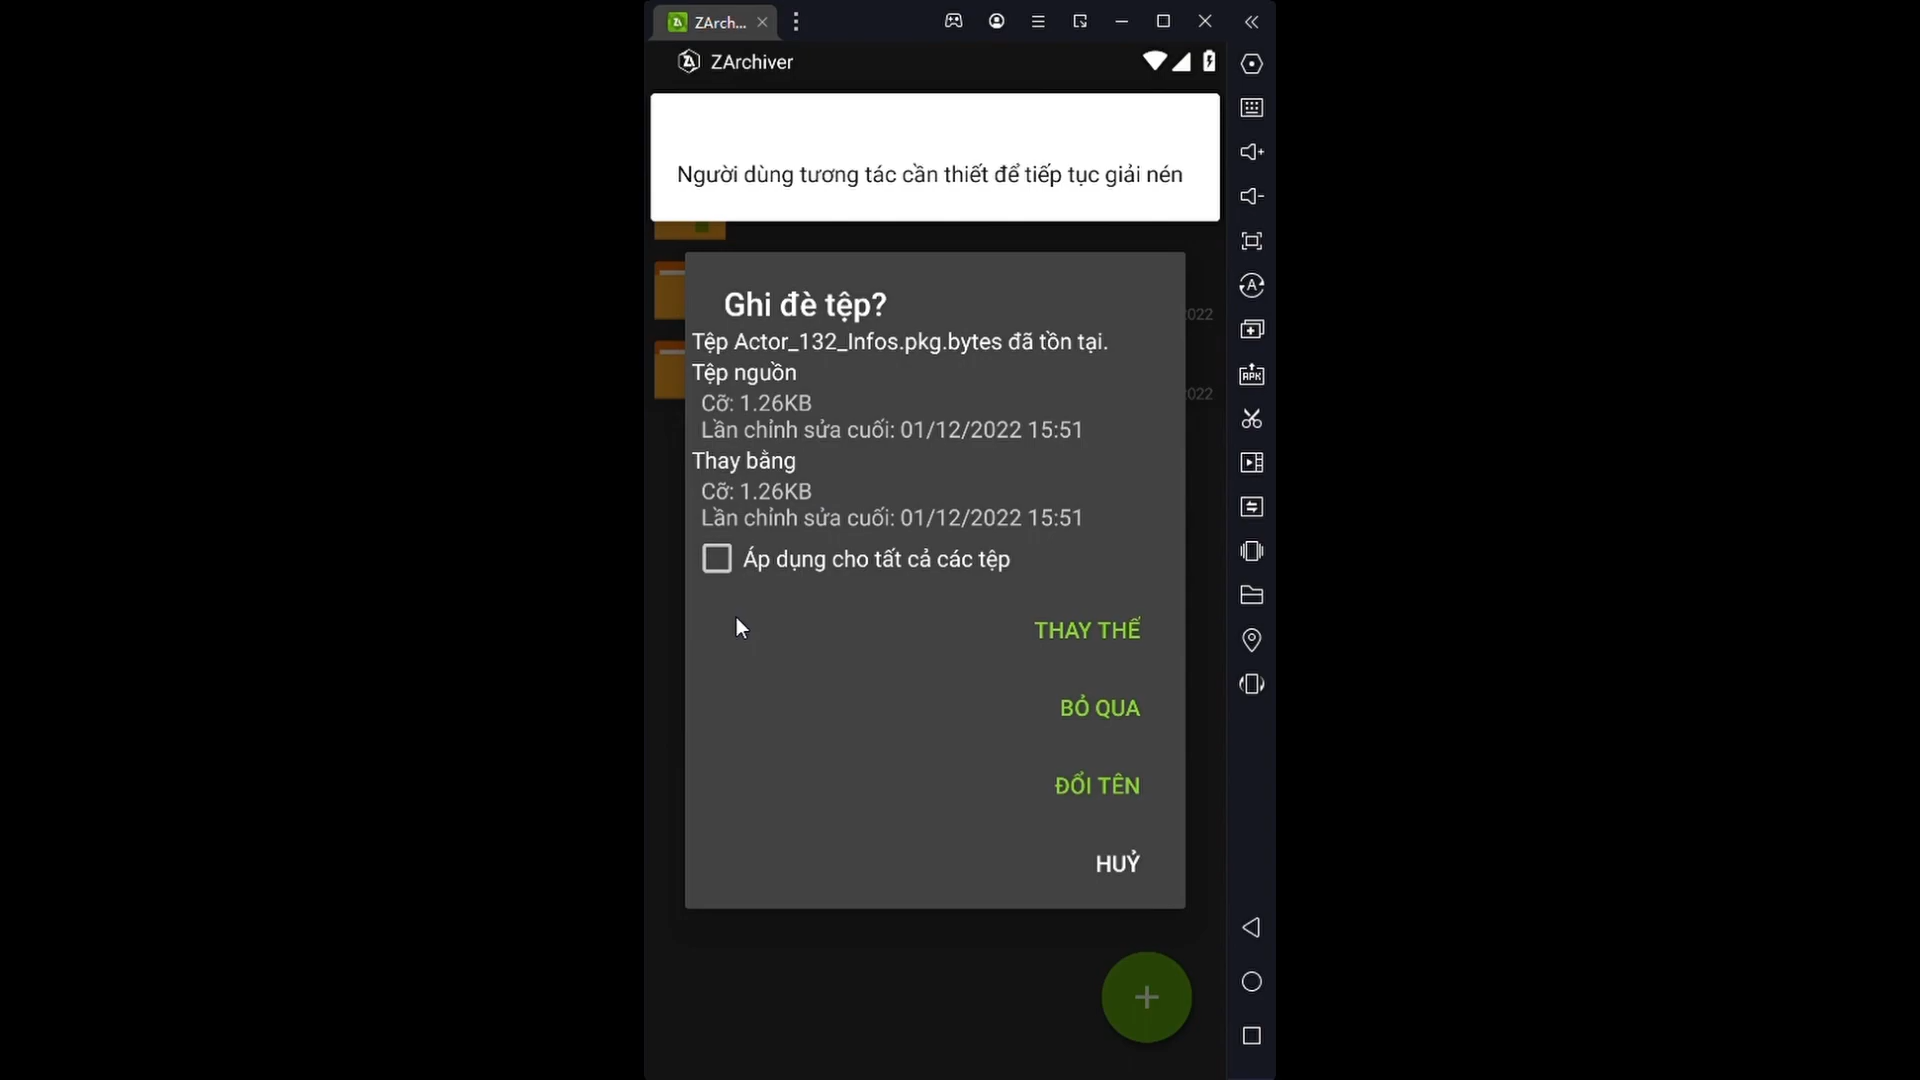 ZArch...
ZArchiver
Người dùng tương tác cần thiết để tiếp tục giải nén
2022
2022
Ghi đè tệp?
Tệp Actor_132_Infos.pkg.bytes đã tồn tại.
Tệp nguồn
Cỡ: 1.26KB
Lần chỉnh sửa cuối: 01/12/2022 15:51
Thay bằng
Cỡ: 1.26KB
Lần chỉnh sửa cuối: 01/12/2022 15:51
Áp dụng cho tất cả các tệp
THAY THẾ
BỎ QUA
ĐỔI TÊN
HUỶ
A
APK